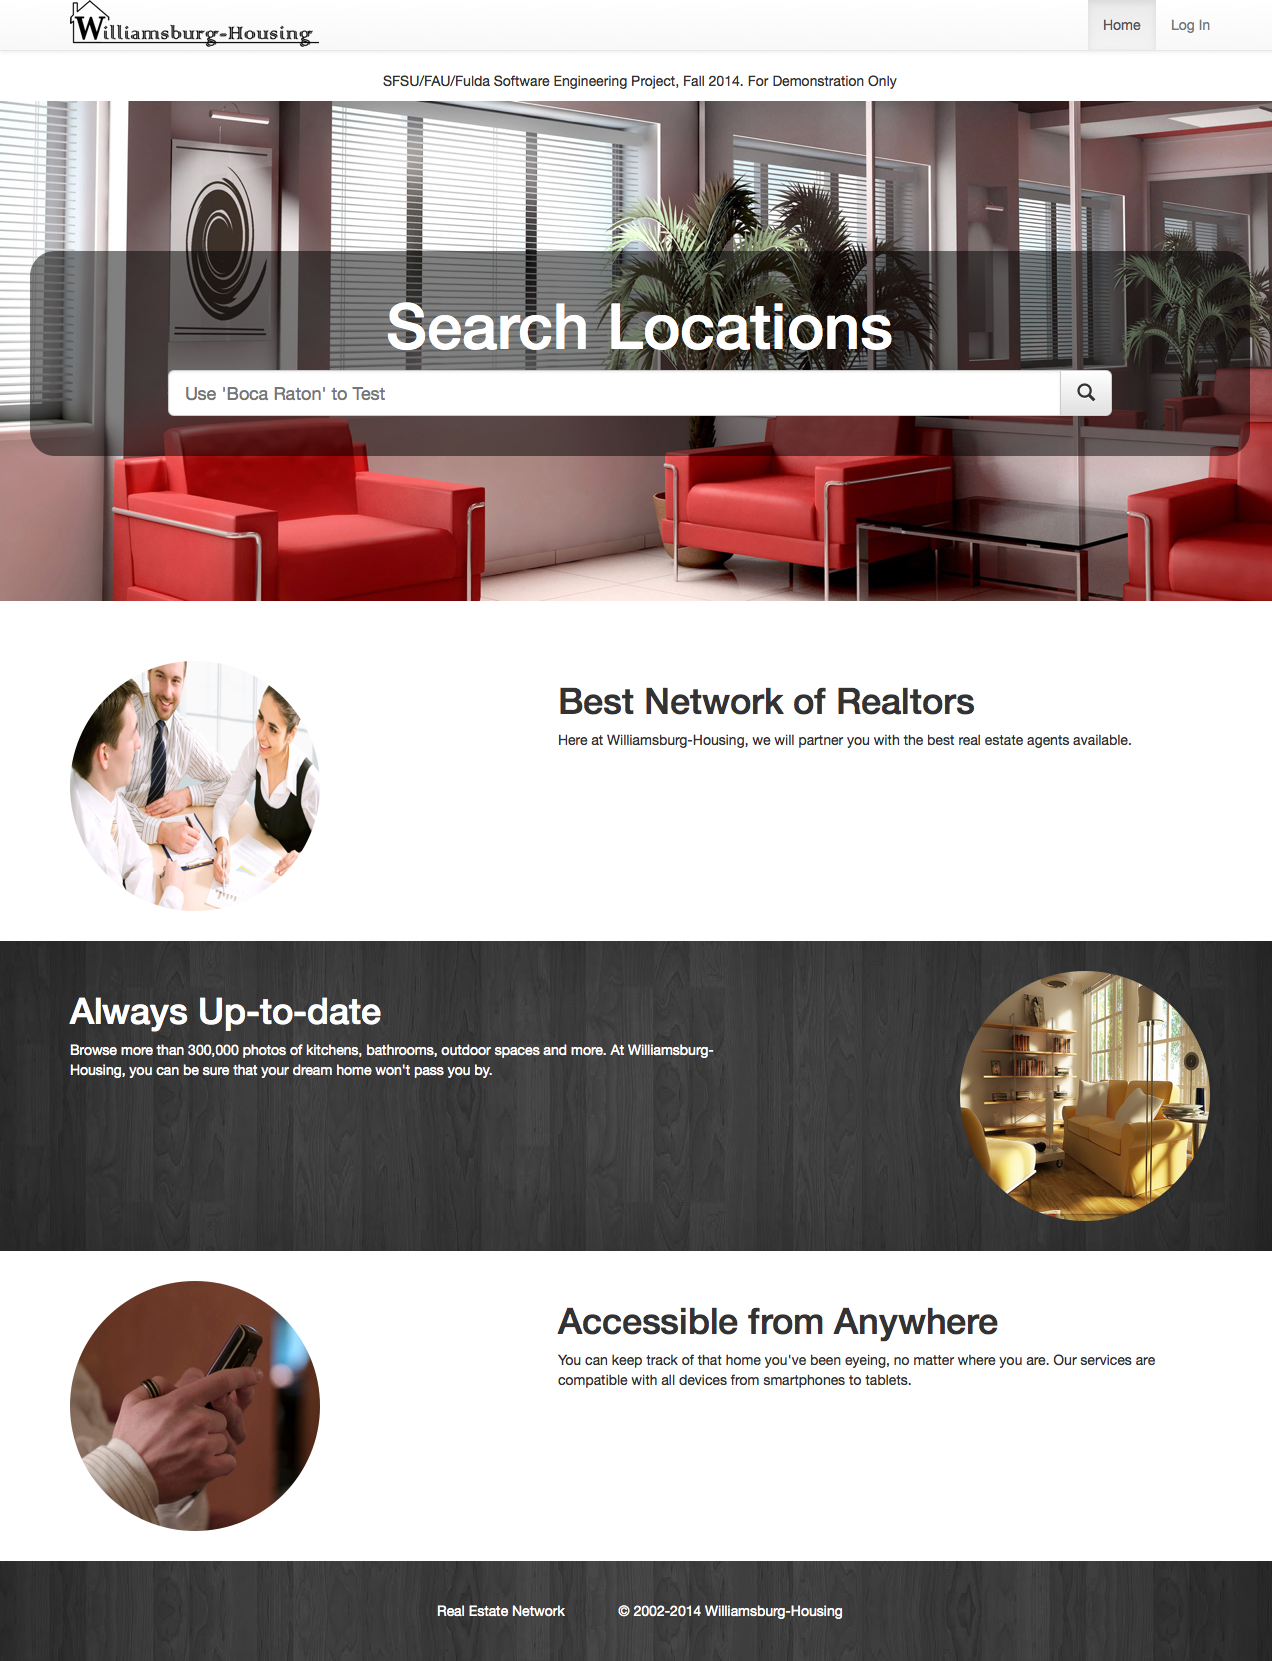 Williamsburg-Housing
Home
Log In
SFSU/FAU/Fulda Software Engineering Project, Fall 2014. For Demonstration Only
Search Locations
Use 'Boca Raton' to Test
Best Network of Realtors
Here at Williamsburg-Housing, we will partner you with the best real estate agents available.
Always Up-to-date
Browse more than 300,000 photos of kitchens, bathrooms, outdoor spaces and more. At Williamsburg-
Housing, you can be sure that your dream home won't pass you by.
Accessible from Anywhere
You can keep track of that home you've been eyeing, no matter where you are. Our services are
compatible with all devices from smartphones to tablets.
Real Estate Network
© 2002-2014 Williamsburg-Housing